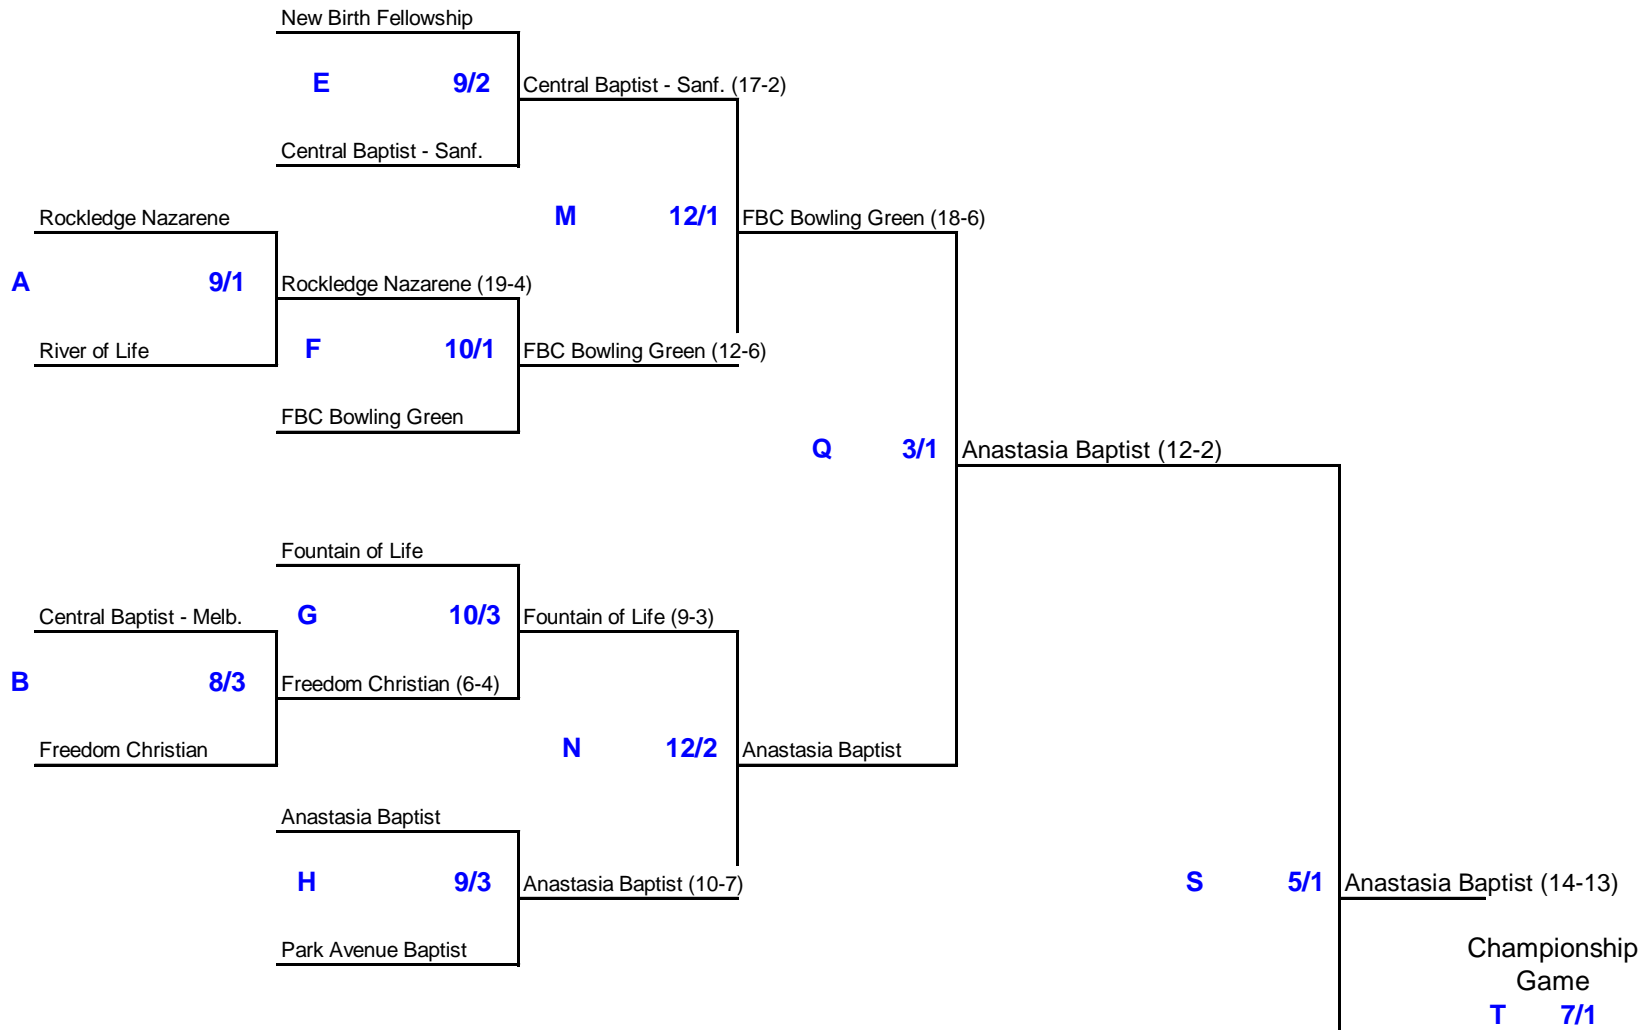 New Birth Fellowship
E 9/2 Central Baptist - Sanf. (17-2)
Central Baptist - Sanf.
Rockledge Nazarene M 12/1 FBC Bowling Green (18-6)
A 9/1 Rockledge Nazarene (19-4)
River of Life F 10/1 FBC Bowling Green (12-6)
FBC Bowling Green
Q 3/1 Anastasia Baptist (12-2)
Fountain of Life
Central Baptist - Melb. G 10/3 Fountain of Life (9-3)
B 8/3 Freedom Christian (6-4)
Freedom Christian N 12/2 Anastasia Baptist
Anastasia Baptist
H 9/3 Anastasia Baptist (10-7) S 5/1 Anastasia Baptist (14-13)
Park Avenue Baptist
Championship
Game
T 7/1